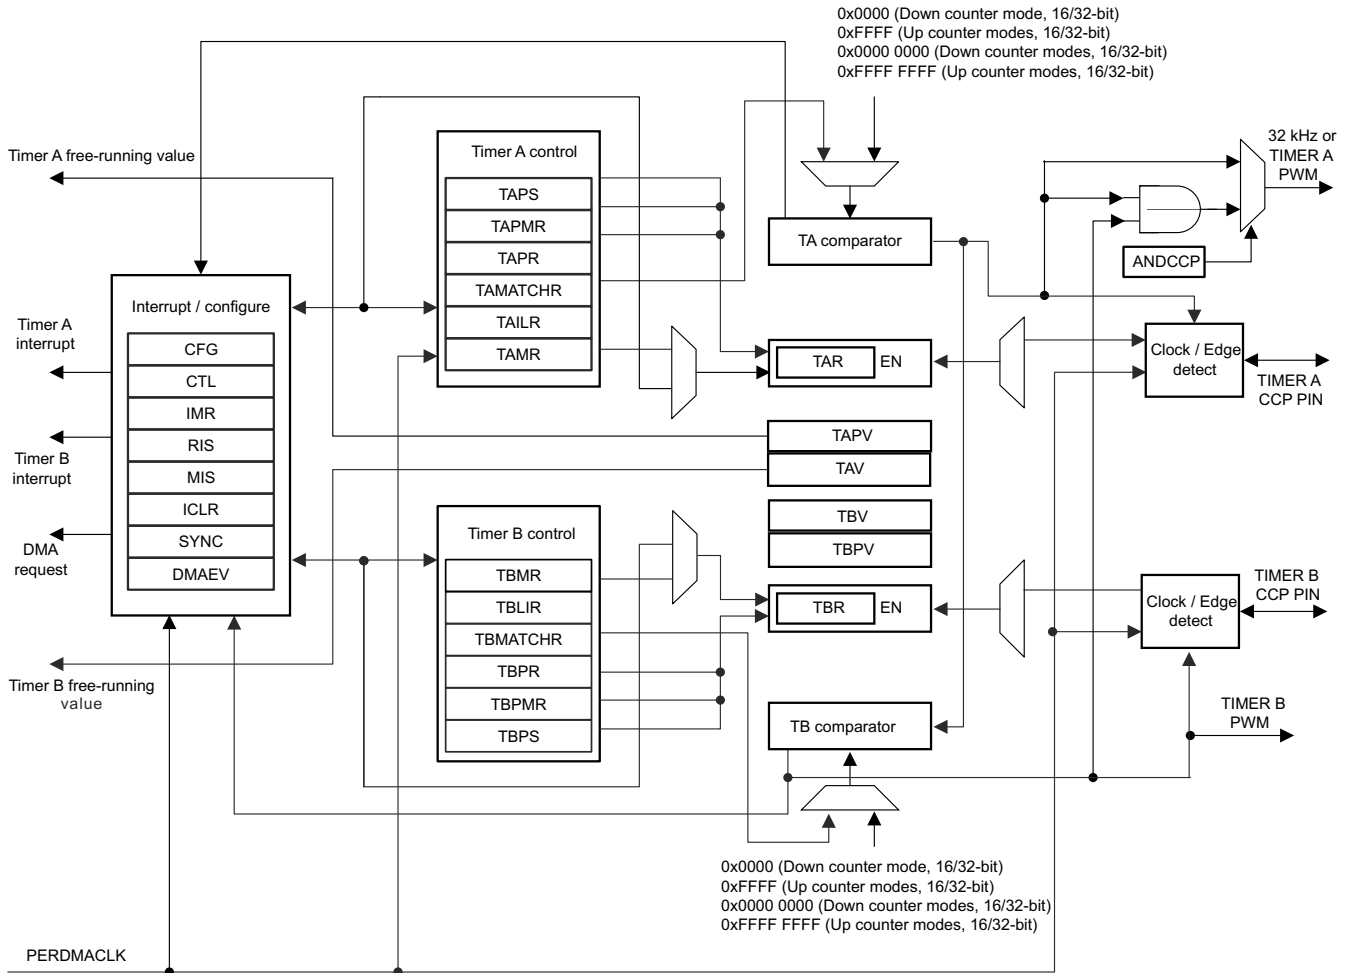 0x0000 (Down counter mode, 16/32-bit)
0xFFFF (Up counter modes, 16/32-bit)
0x0000 0000 (Down counter modes, 16/32-bit)
0xFFFF FFFF (Up counter modes, 16/32-bit)
Timer A free-running value
Timer A control
TAPS
TAPMR
TAPR
TAMATCHR
TAILR
TAMR
TA comparator
32 kHz or
TIMER A
PWM
ANDCCP
Interrupt / configure
CFG
CTL
IMR
RIS
MIS
ICLR
SYNC
DMAEV
Timer A
interrupt
Timer B
interrupt
DMA
request
TAR
EN
Clock / Edge
detect
TIMER A
CCP PIN
TAPV
TAV
TBV
TBPV
Timer B control
TBMR
TBLIR
TBMATCHR
TBPR
TBPMR
TBPS
TBR
EN
Clock / Edge
detect
TIMER B
CCP PIN
Timer B free-running
value
TB comparator
TIMER B
PWM
0x0000 (Down counter mode, 16/32-bit)
0xFFFF (Up counter modes, 16/32-bit)
0x0000 0000 (Down counter modes, 16/32-bit)
0xFFFF FFFF (Up counter modes, 16/32-bit)
PERDMACLK